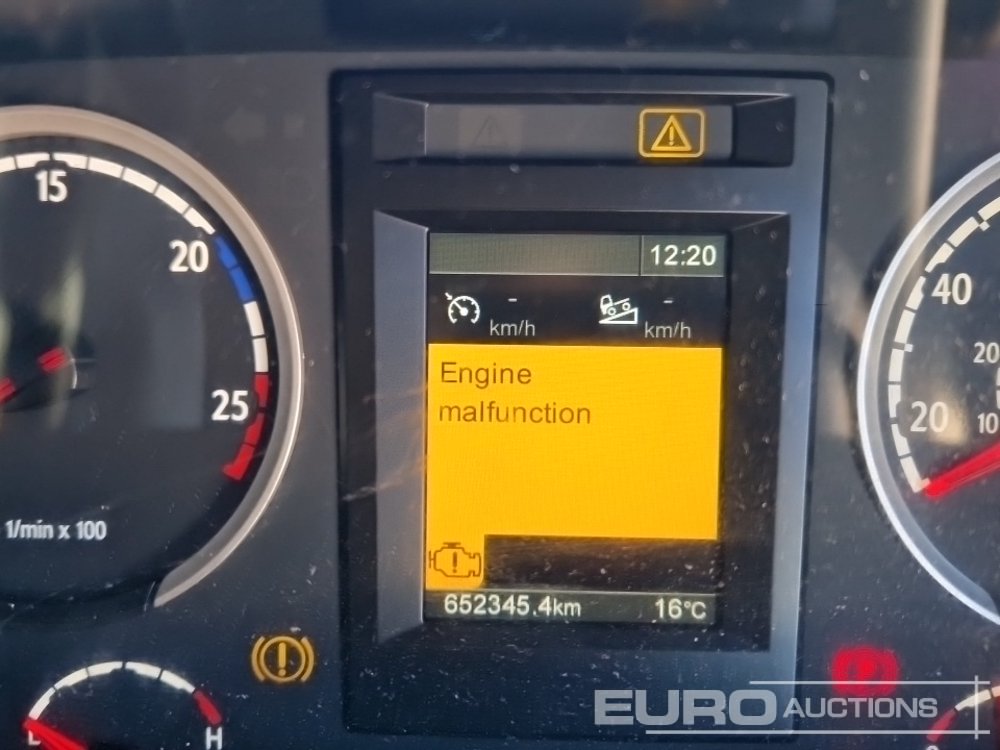 15
20
25
1/min x 100
12:20
km/h
km/h
Engine
malfunction
652345.4km
16°C
40
20
20
10
L
H
EURO AUCTIONS